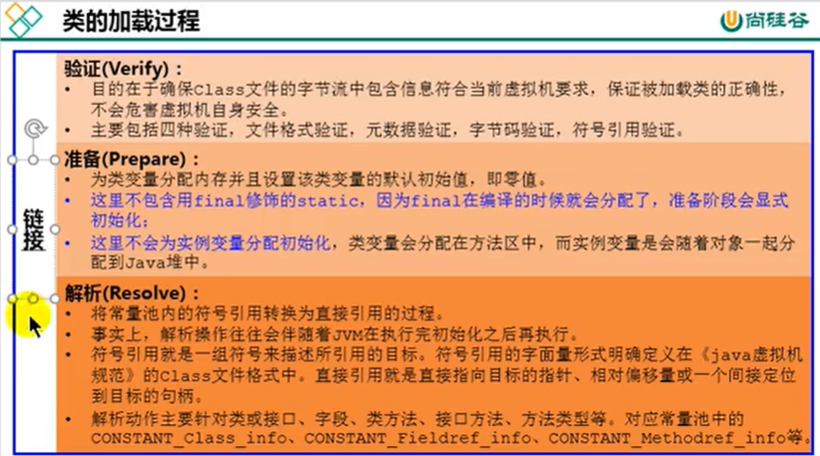 类的加载过程
尚硅谷
链接
验证(Verify)：
• 目的在于确保Class文件的字节流中包含信息符合当前虚拟机要求，保证被加载类的正确性，
不会危害虚拟机自身安全。
• 主要包括四种验证，文件格式验证，元数据验证，字节码验证，符号引用验证。
准备(Prepare)：
• 为类变量分配内存并且设置该类变量的默认初始值，即零值。
• 这里不包含用final修饰的static，因为final在编译的时候就会分配了，准备阶段会显式
初始化；
• 这里不会为实例变量分配初始化，类变量会分配在方法区中，而实例变量是会随着对象一起分
配到Java堆中。
解析(Resolve)：
• 将常量池内的符号引用转换为直接引用的过程。
• 事实上，解析操作往往会伴随着JVM在执行完初始化之后再执行。
• 符号引用就是一组符号来描述所引用的目标。符号引用的字面量形式明确定义在《java虚拟机
规范》的Class文件格式中。直接引用就是直接指向目标的指针、相对偏移量或一个间接定位
到目标的句柄。
• 解析动作主要针对类或接口、字段、类方法、接口方法、方法类型等。对应常量池中的
CONSTANT_Class_info、CONSTANT_Fieldref_info、CONSTANT_Methodref_info等。